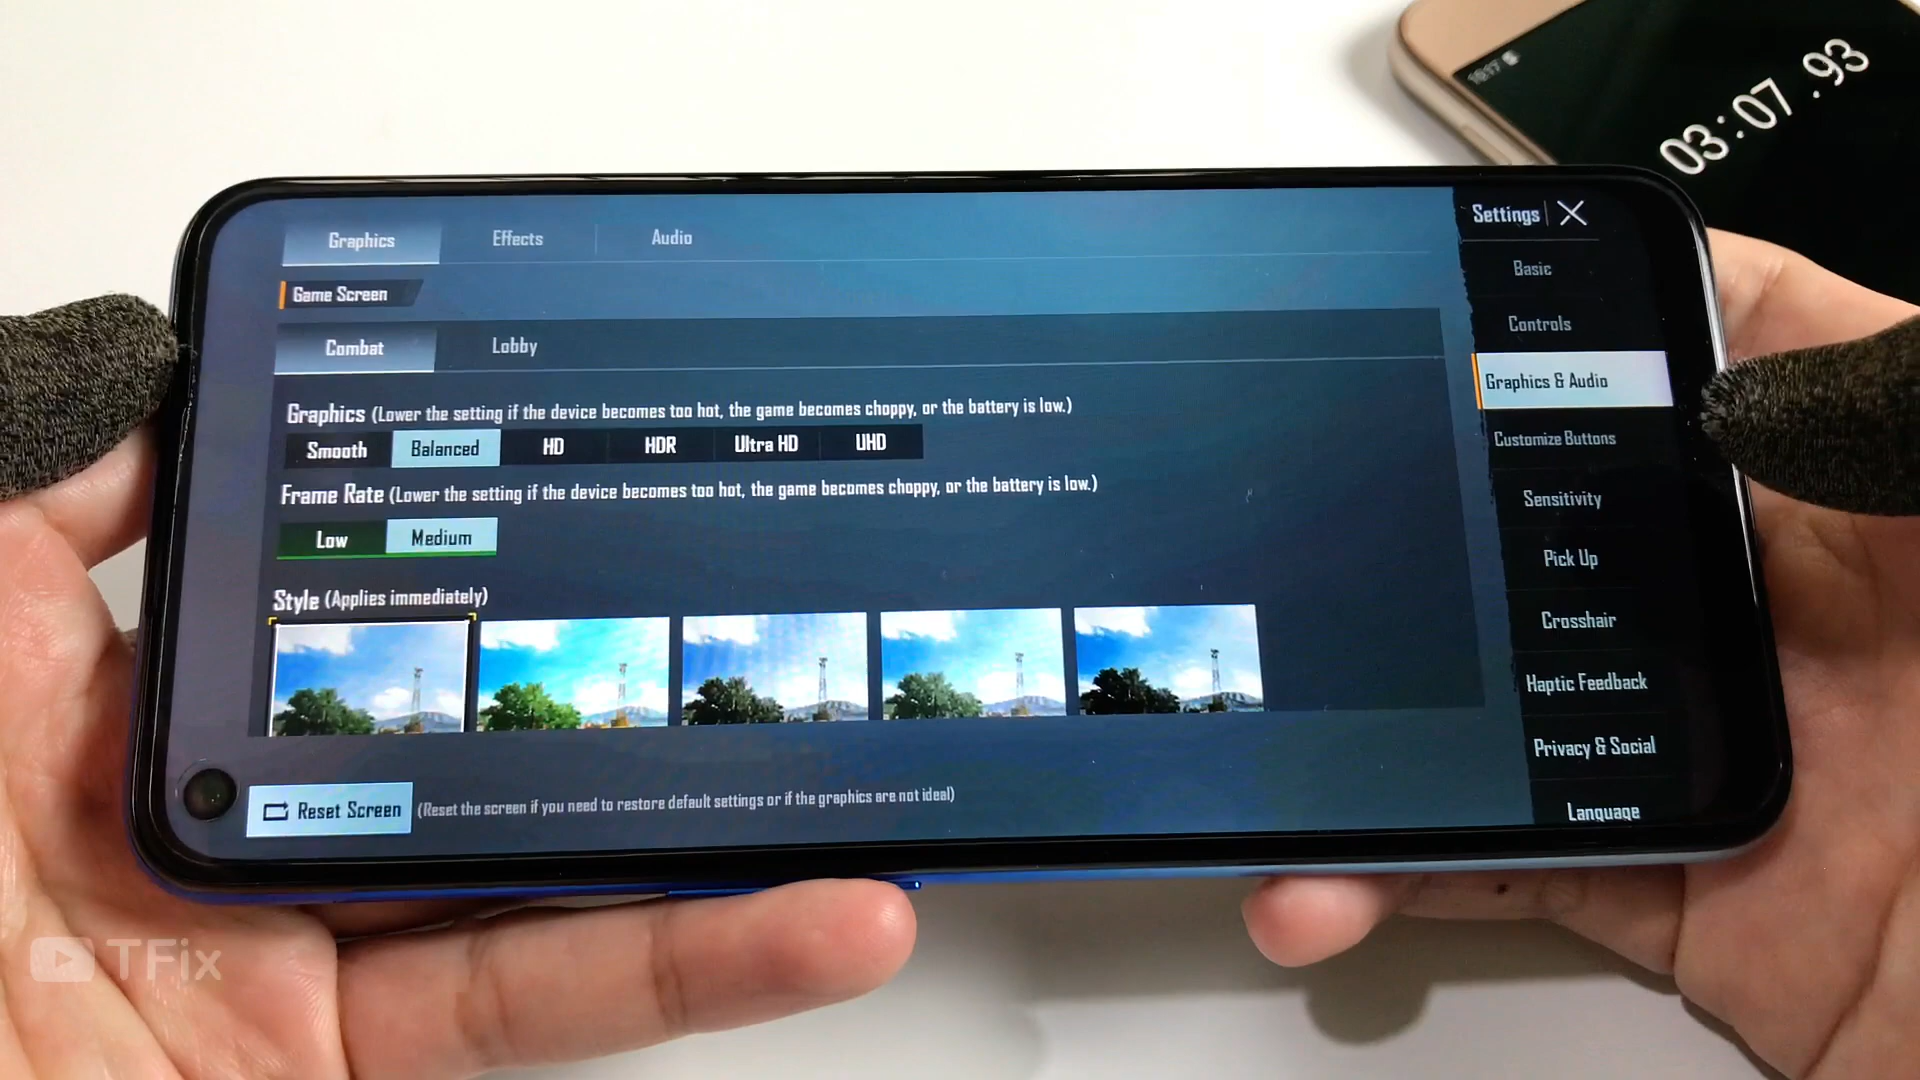 10:17
03:07.93
Settings
Graphics Effects Audio
Basic
Game Screen
Controls
Combat Lobby
Graphics & Audio
Graphics (Lower the setting if the device becomes too hot, the game becomes choppy, or the battery is low.)
Smooth Balanced HD HDR Ultra HD UHD
Customize Buttons
Frame Rate (Lower the setting if the device becomes too hot, the game becomes choppy, or the battery is low.)
Sensitivity
Low Medium
Pick Up
Style (Applies immediately)
Crosshair
Haptic Feedback
Privacy & Social
Reset Screen (Reset the screen if you need to restore default settings or if the graphics are not ideal)
Language
TFix